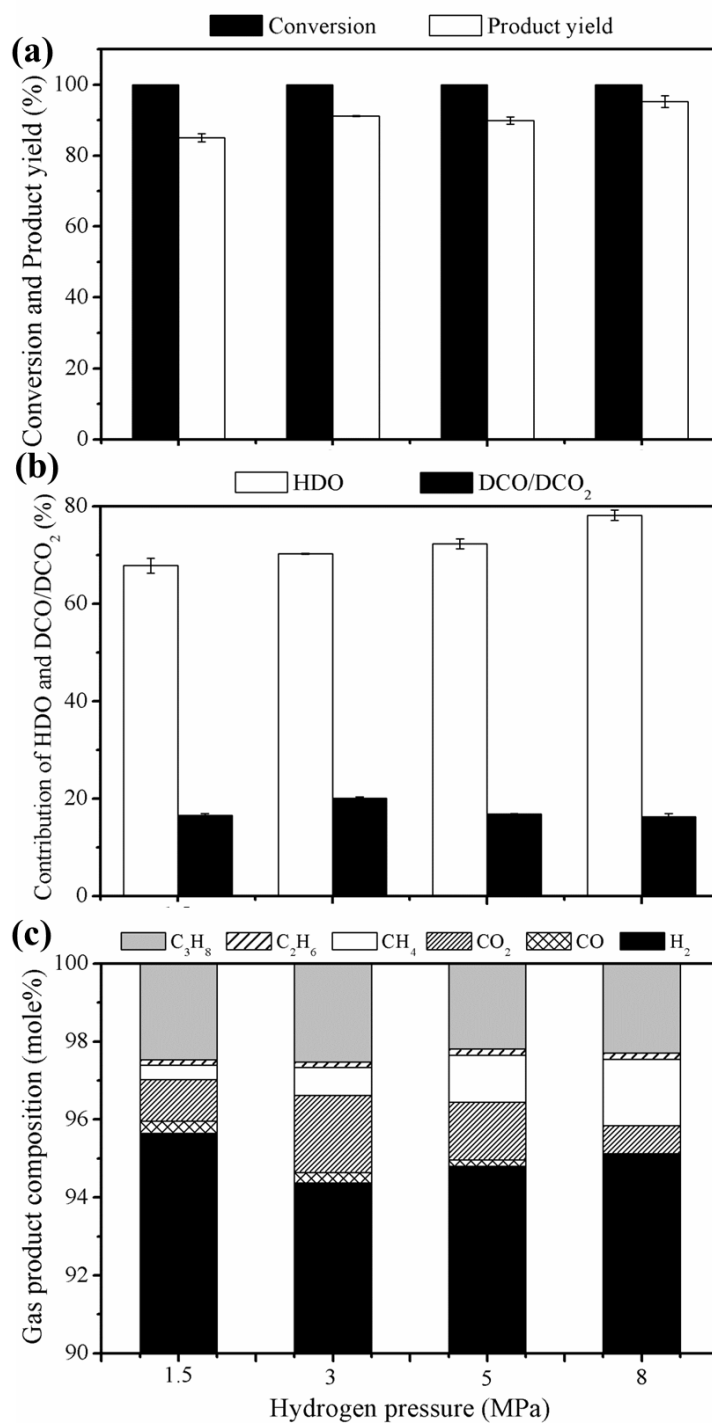 (a)
Conversion Product yield
Conversion and Product yield (%)
100
80
60
40
20
0
(b)
HDO DCO/DCO₂
Contribution of HDO and DCO/DCO₂ (%)
80
60
40
20
0
(c)
C₃H₈ C₂H₆ CH₄ CO₂ CO H₂
Gas product composition (mole%)
100
98
96
94
92
90
1.5 3 5 8
Hydrogen pressure (MPa)